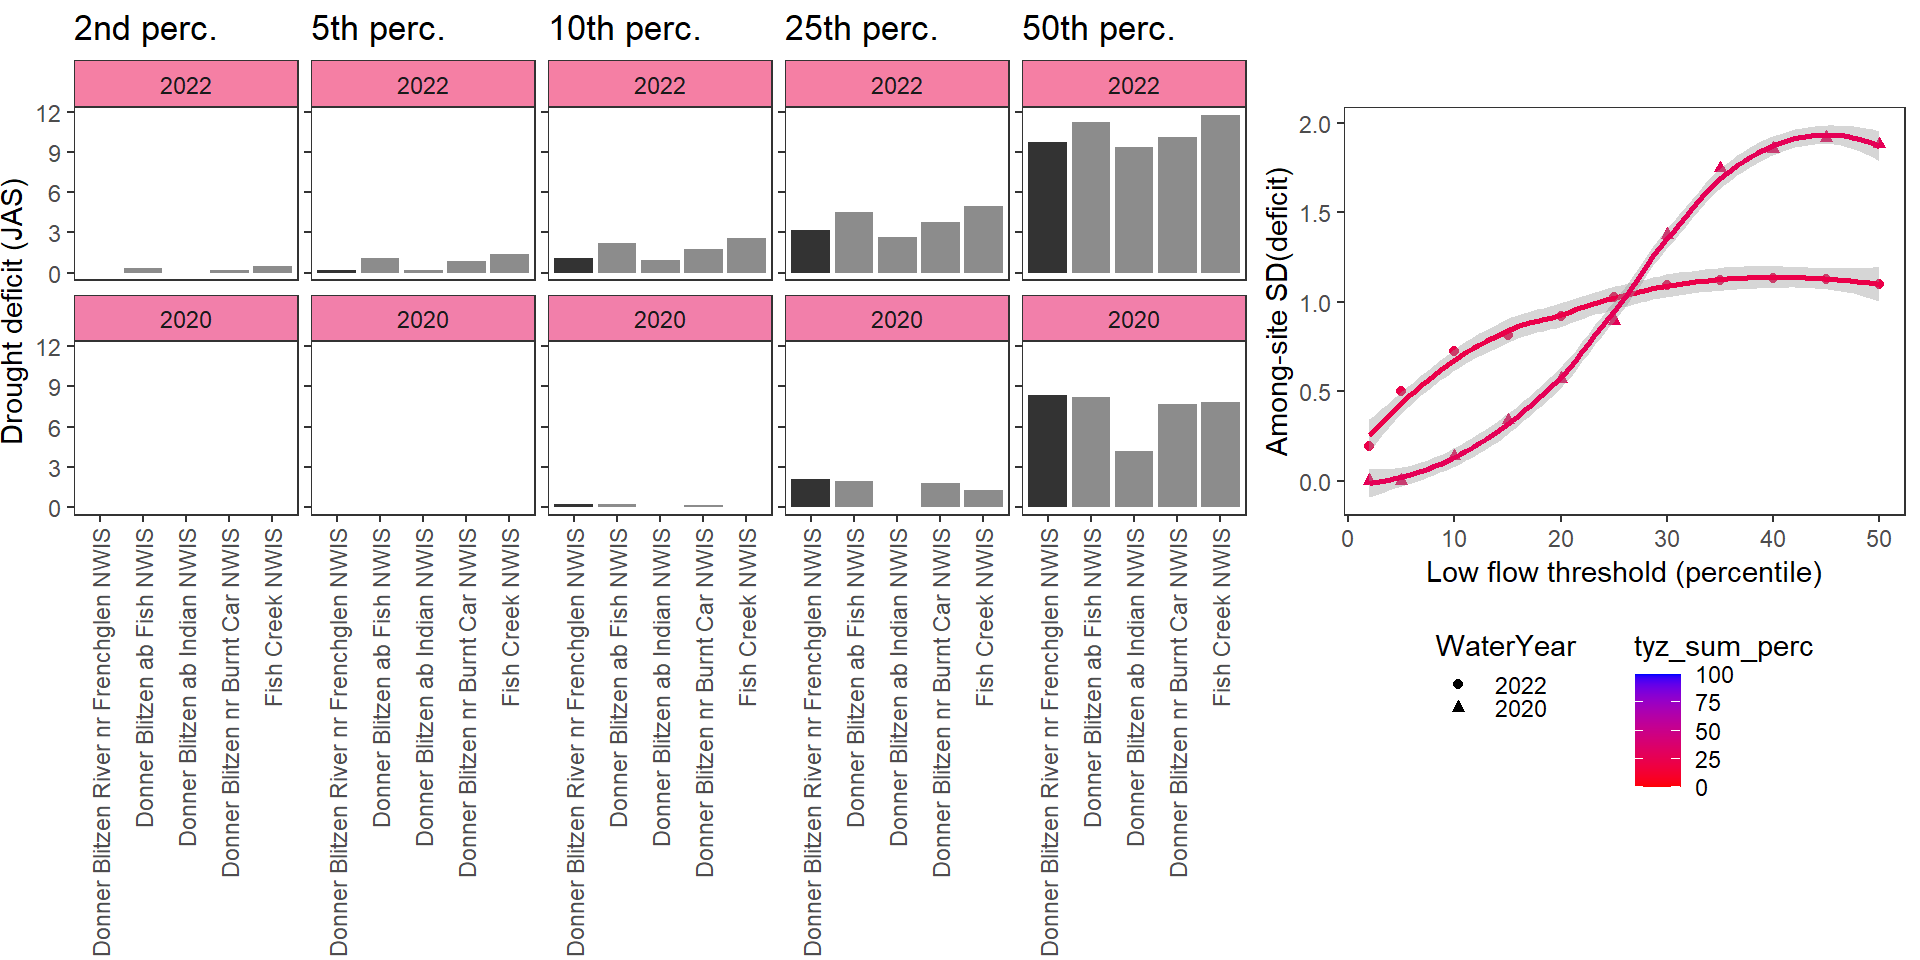 2nd perc.
5th perc.
10th perc.
25th perc.
50th perc.
2022
2022
2022
2022
2022
12
9
6
3
0
2020
2020
2020
2020
2020
12
9
6
3
0
Drought deficit (JAS)
Donner Blitzen River nr Frenchglen NWIS
Donner Blitzen ab Fish NWIS
Donner Blitzen ab Indian NWIS
Donner Blitzen nr Burnt Car NWIS
Fish Creek NWIS
Donner Blitzen River nr Frenchglen NWIS
Donner Blitzen ab Fish NWIS
Donner Blitzen ab Indian NWIS
Donner Blitzen nr Burnt Car NWIS
Fish Creek NWIS
Donner Blitzen River nr Frenchglen NWIS
Donner Blitzen ab Fish NWIS
Donner Blitzen ab Indian NWIS
Donner Blitzen nr Burnt Car NWIS
Fish Creek NWIS
Donner Blitzen River nr Frenchglen NWIS
Donner Blitzen ab Fish NWIS
Donner Blitzen ab Indian NWIS
Donner Blitzen nr Burnt Car NWIS
Fish Creek NWIS
Donner Blitzen River nr Frenchglen NWIS
Donner Blitzen ab Fish NWIS
Donner Blitzen ab Indian NWIS
Donner Blitzen nr Burnt Car NWIS
Fish Creek NWIS
Among-site SD(deficit)
2.0
1.5
1.0
0.5
0.0
0 10 20 30 40 50
Low flow threshold (percentile)
WaterYear
2022
2020
tyz_sum_perc
100
75
50
25
0